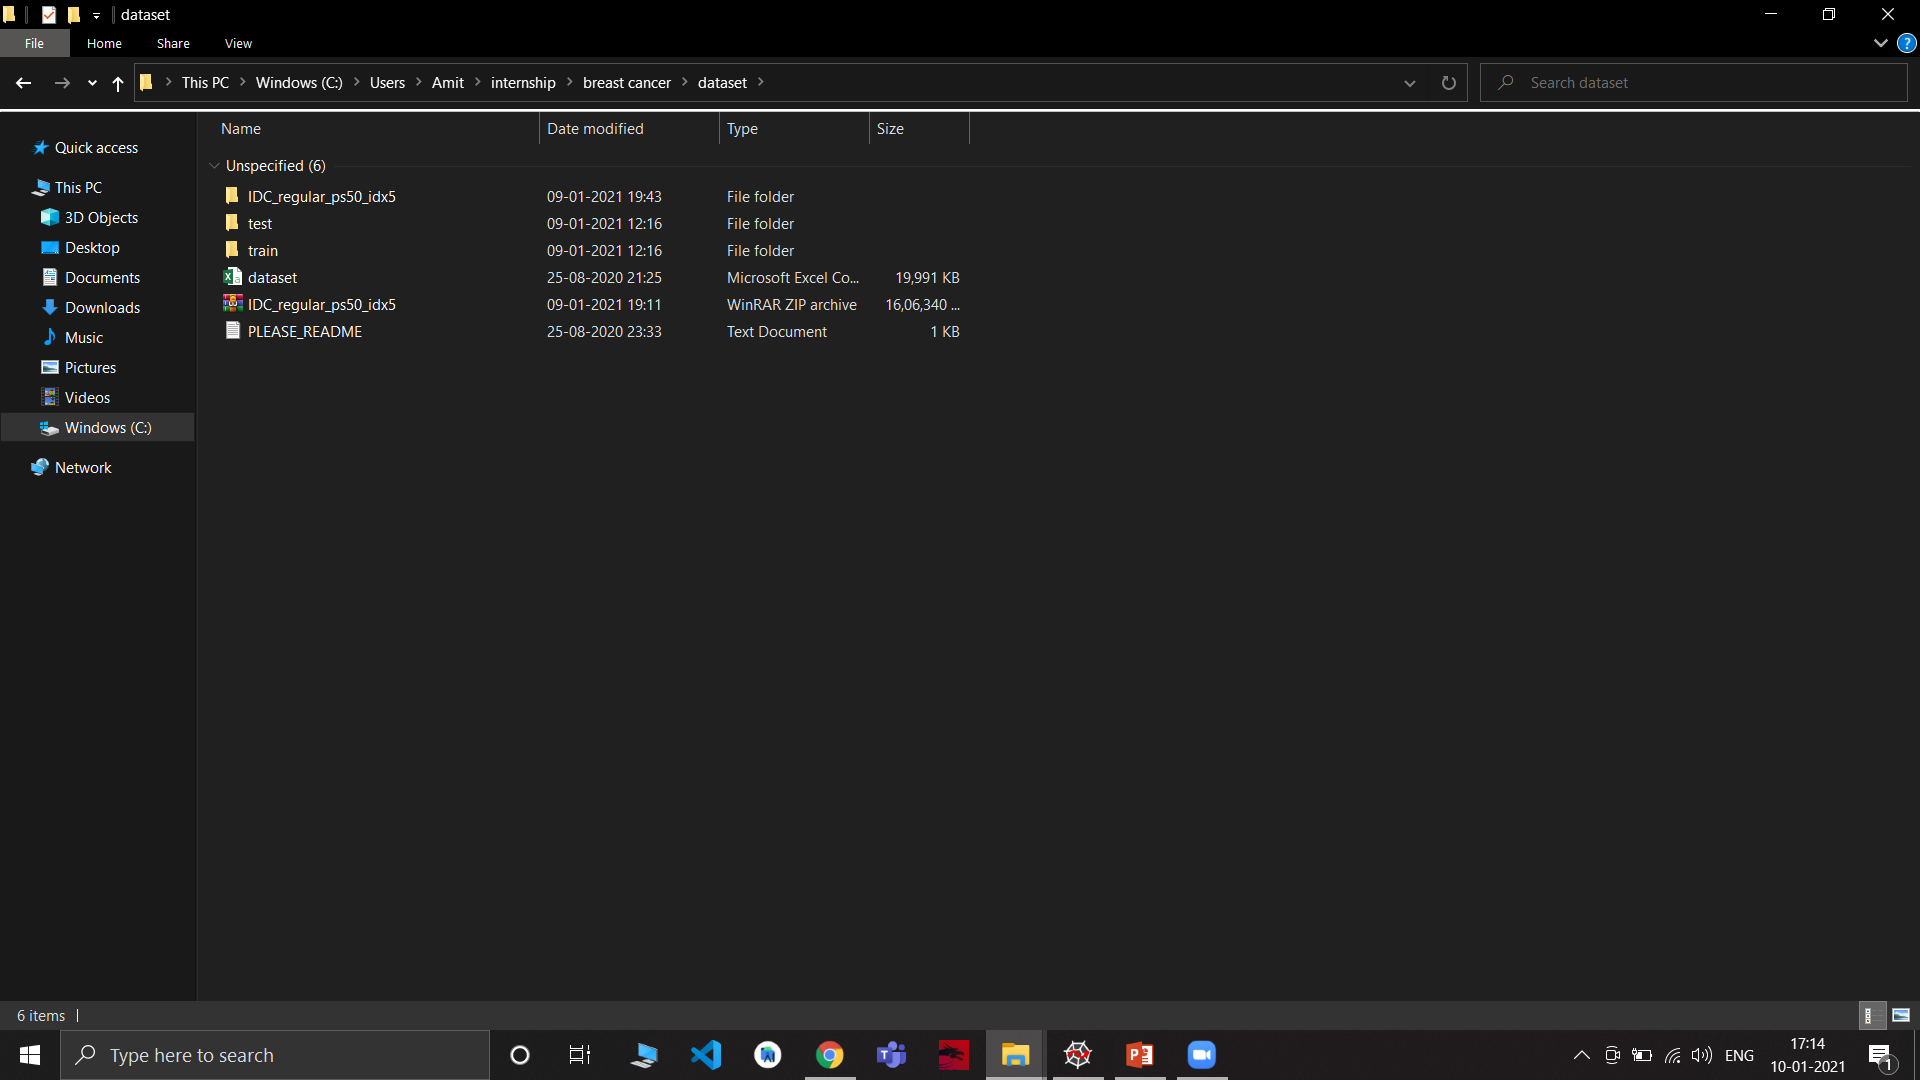 dataset
File Home Share View
This PC Windows (C:) Users Amit internship breast cancer dataset
Search dataset
Name Date modified Type Size
Quick access
This PC
3D Objects
Desktop
Documents
Downloads
Music
Pictures
Videos
Windows (C:)
Network
Unspecified (6)
IDC_regular_ps50_idx5 09-01-2021 19:43 File folder
test 09-01-2021 12:16 File folder
train 09-01-2021 12:16 File folder
dataset 25-08-2020 21:25 Microsoft Excel Co... 19,991 KB
IDC_regular_ps50_idx5 09-01-2021 19:11 WinRAR ZIP archive 16,06,340 ...
PLEASE_README 25-08-2020 23:33 Text Document 1 KB
6 items
Type here to search
ENG
17:14
10-01-2021
1